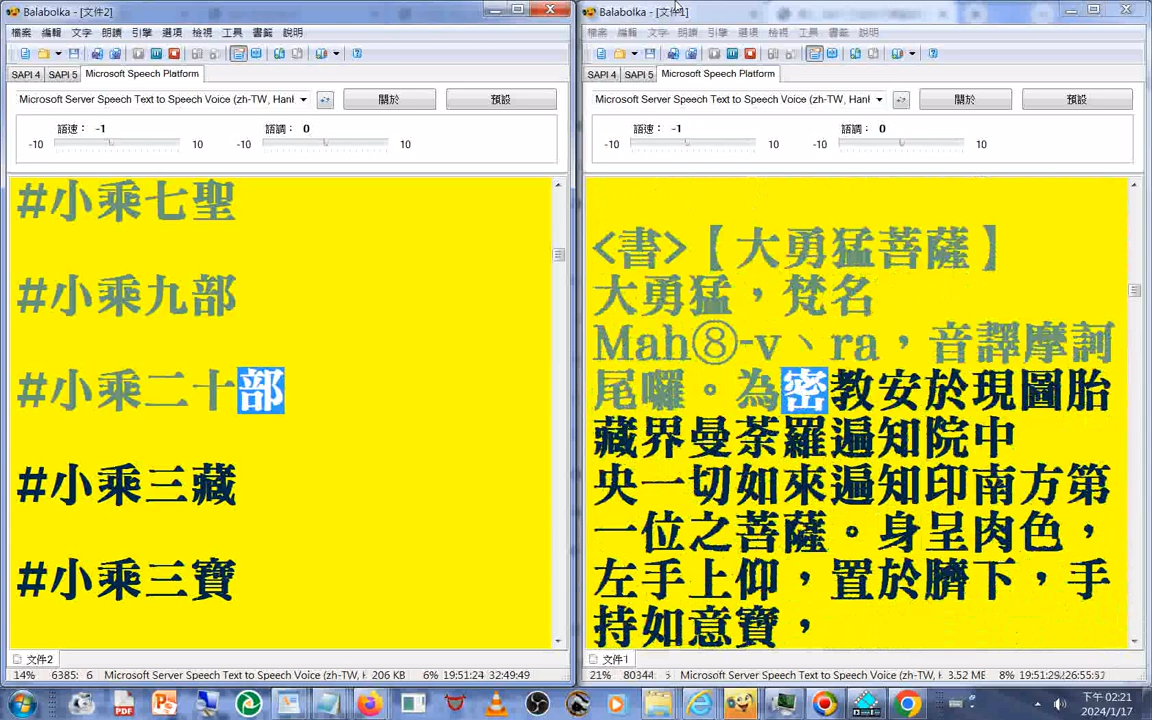 Balabolka - [文件2]
檔案 編輯 文字 朗讀 引擎 選項 檢視 工具 書籤 說明
SAPI 4 SAPI 5 Microsoft Speech Platform
Microsoft Server Speech Text to Speech Voice (zh-TW, Hanl
關於
預設
語速： -1
語調： 0
-10 10 -10 10
#小乘七聖
#小乘九部
#小乘二十部
#小乘三藏
#小乘三寶
文件2
14% 6385: 6 Microsoft Server Speech Text to Speech Voice (zh-TW, H 206 KB 6% 19:51:24 32:49:49
Balabolka - [文件1]
檔案 編輯 文字 朗讀 引擎 選項 檢視 工具 書籤 說明
SAPI 4 SAPI 5 Microsoft Speech Platform
Microsoft Server Speech Text to Speech Voice (zh-TW, Hanl
關於
預設
語速： -1
語調： 0
-10 10 -10 10
<書>【大勇猛菩薩】
大勇猛，梵名
Mah⑧-v、ra，音譯摩訶
尾囉。為密教安於現圖胎
藏界曼荼羅遍知院中
央一切如來遍知印南方第
一位之菩薩。身呈肉色，
左手上仰，置於臍下，手
持如意寶，
文件1
21% 80344 Microsoft Server Speech Text to Speech Voice (zh-TW, H 3.52 ME 8% 19:51:29 26:55:57
下午 02:21
2024/1/17